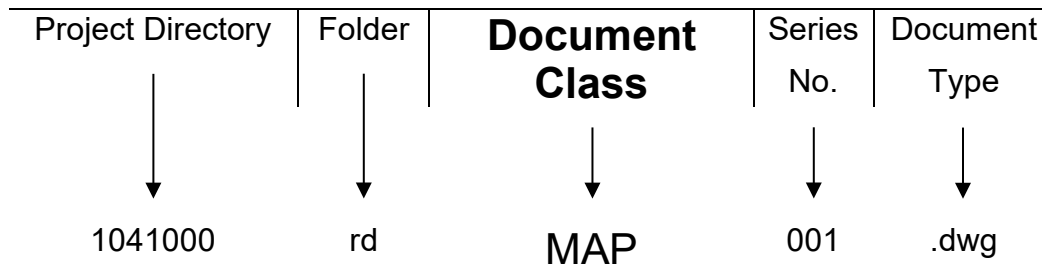 Project Directory Folder Document Class Series No. Document Type
1041000 rd MAP 001 .dwg